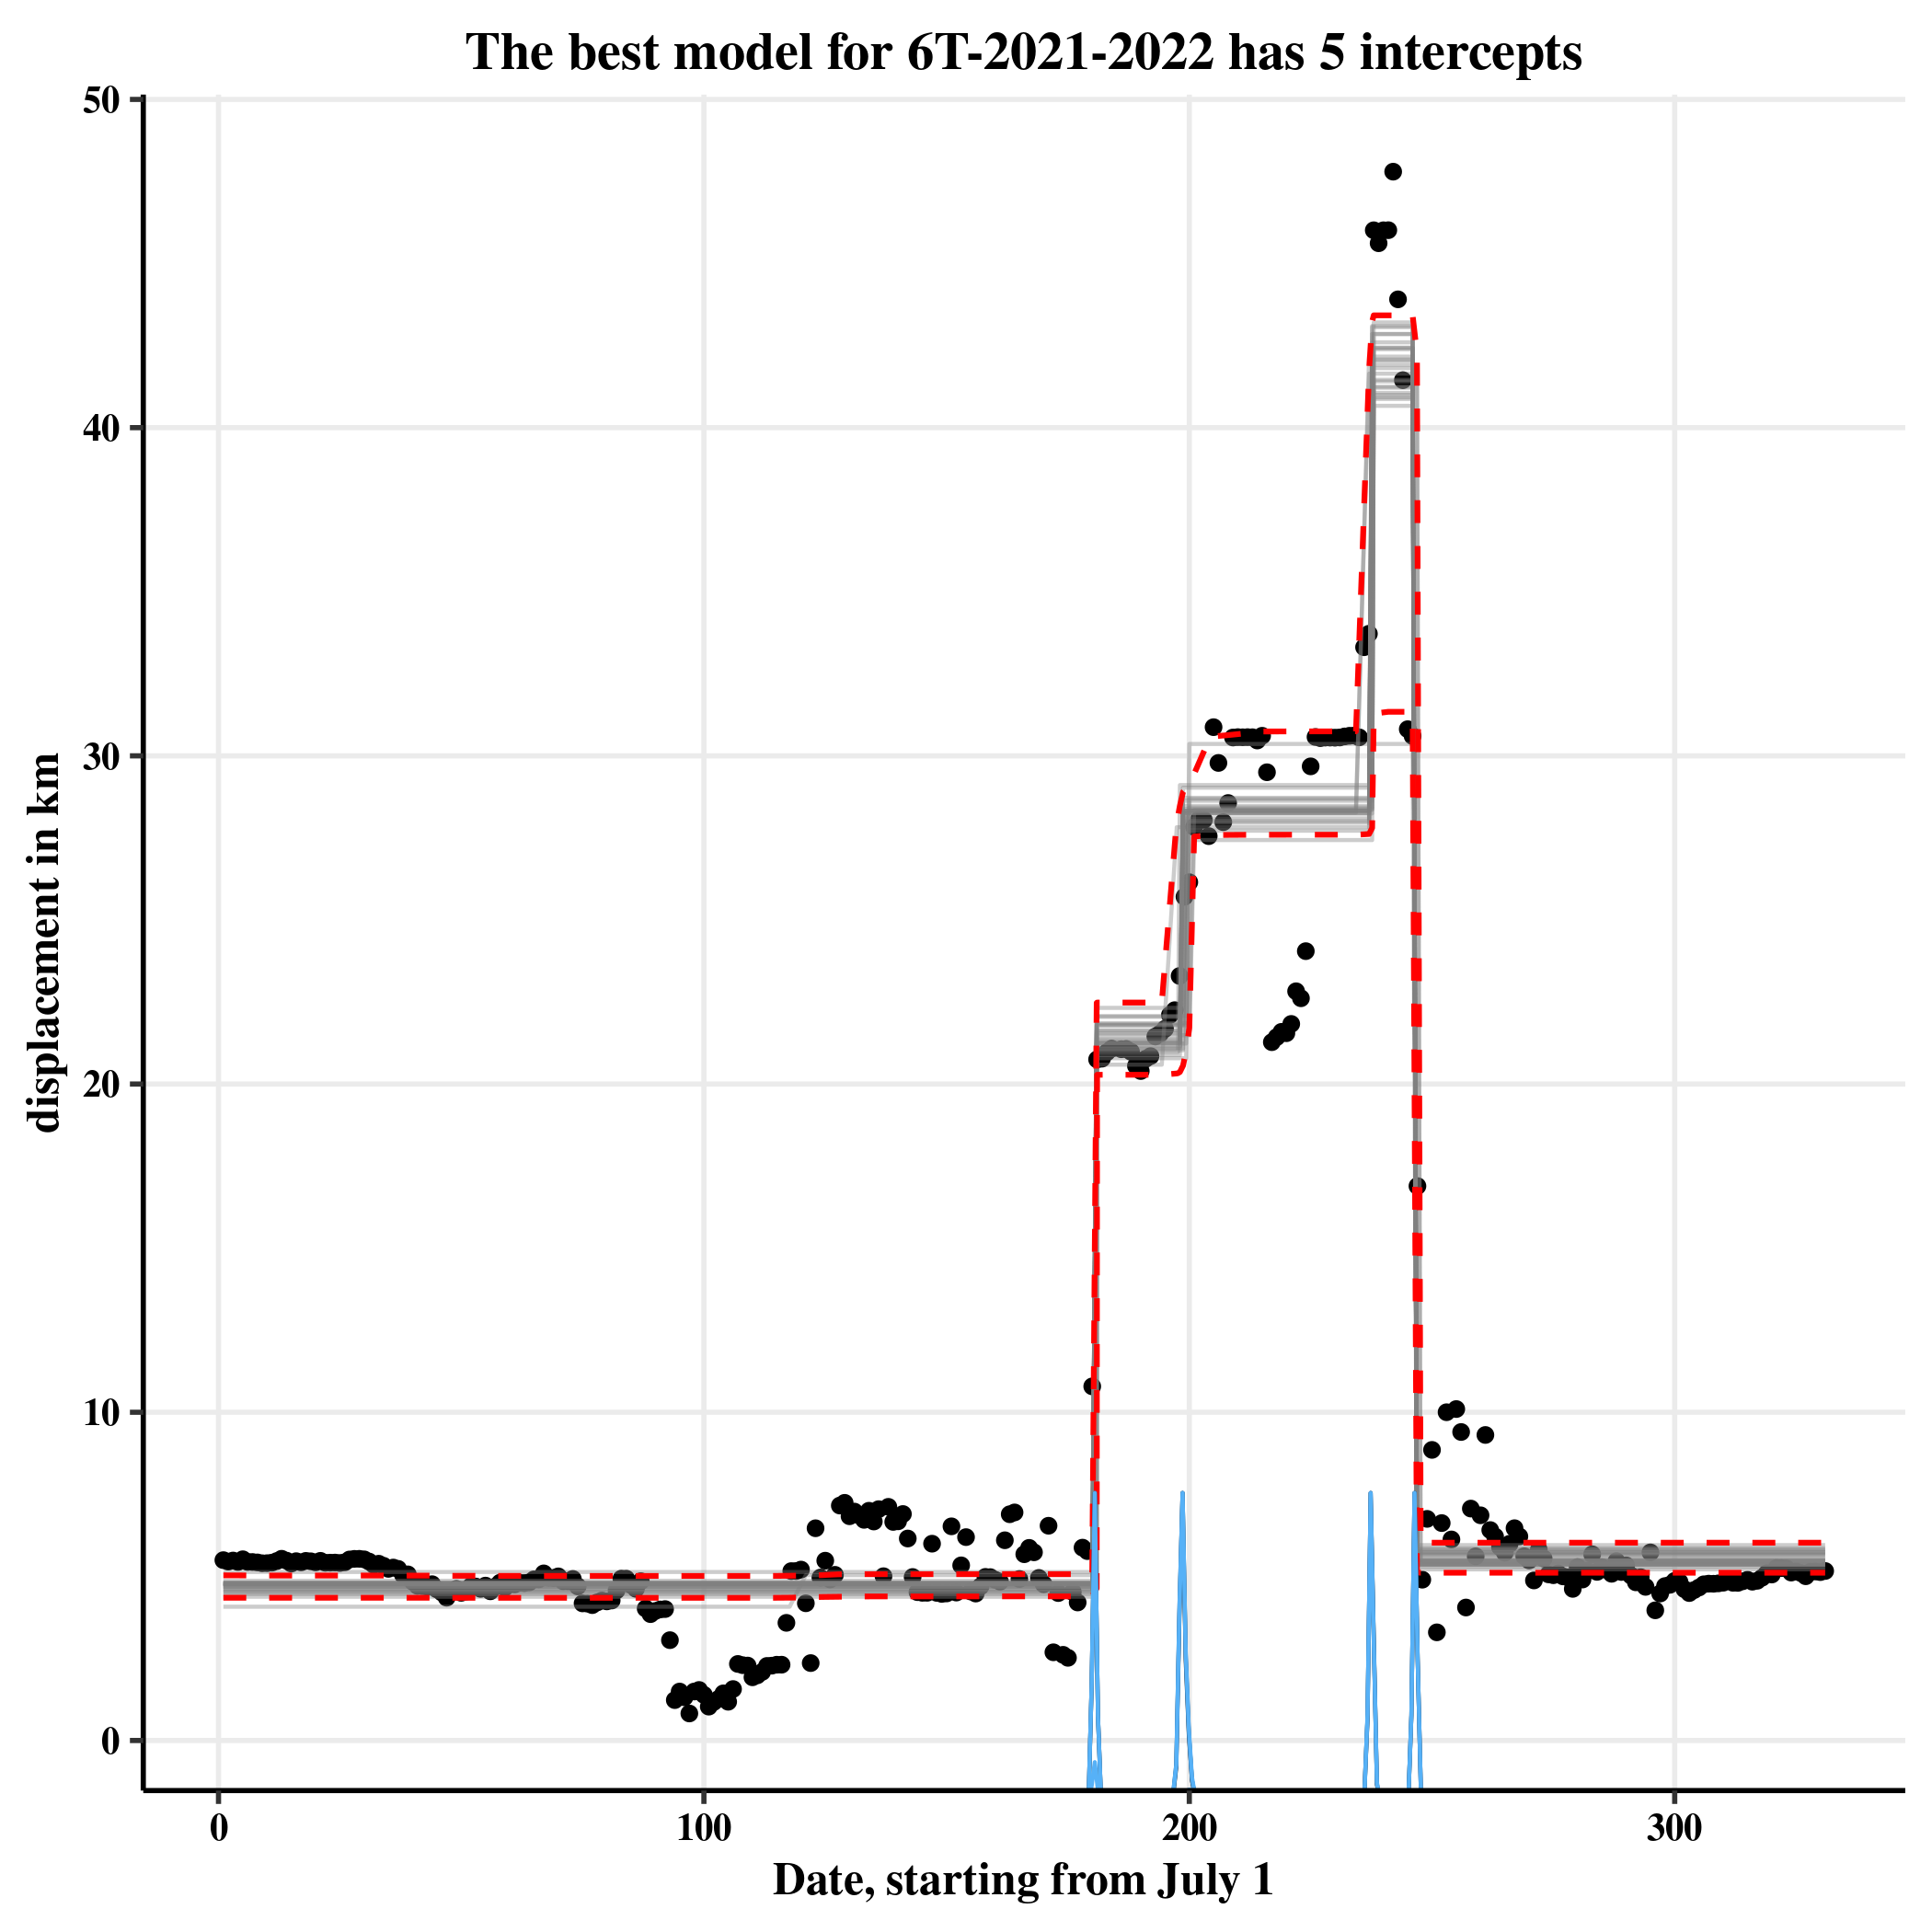 The best model for 6T-2021-2022 has 5 intercepts
50
40
30
20
10
0
displacement in km
0 100 200 300
Date, starting from July 1